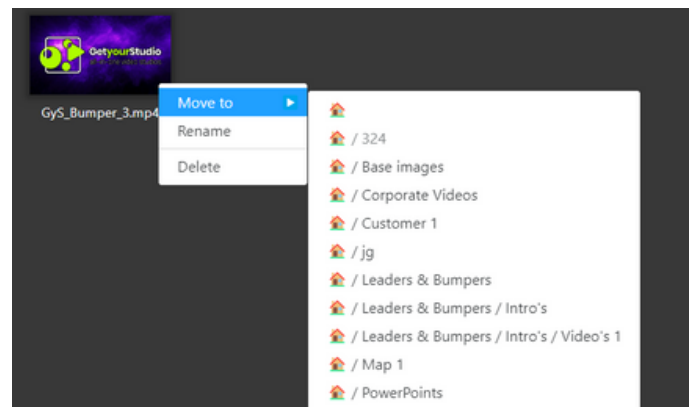 GetyourStudio
GyS_Bumper_3.mp4
Move to
Rename
Delete
/ 324
/ Base images
/ Corporate Videos
/ Customer 1
/ jg
/ Leaders & Bumpers
/ Leaders & Bumpers / Intro's
/ Leaders & Bumpers / Intro's / Video's 1
/ Map 1
/ PowerPoints